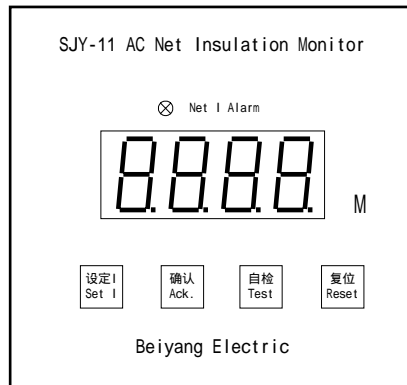 SJY-11 AC Net Insulation Monitor
Net I Alarm
8.8.8.8.
M
设定I 确认 自检 复位
Set I Ack. Test Reset
Beiyang Electric